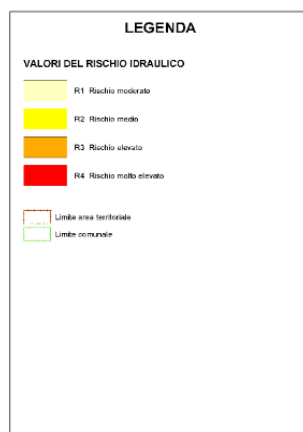 LEGENDA
VALORI DEL RISCHIO IDRAULICO
R1 Rischio moderato
R2 Rischio medio
R3 Rischio elevato
R4 Rischio molto elevato
Limite area territoriale
Limite comunale